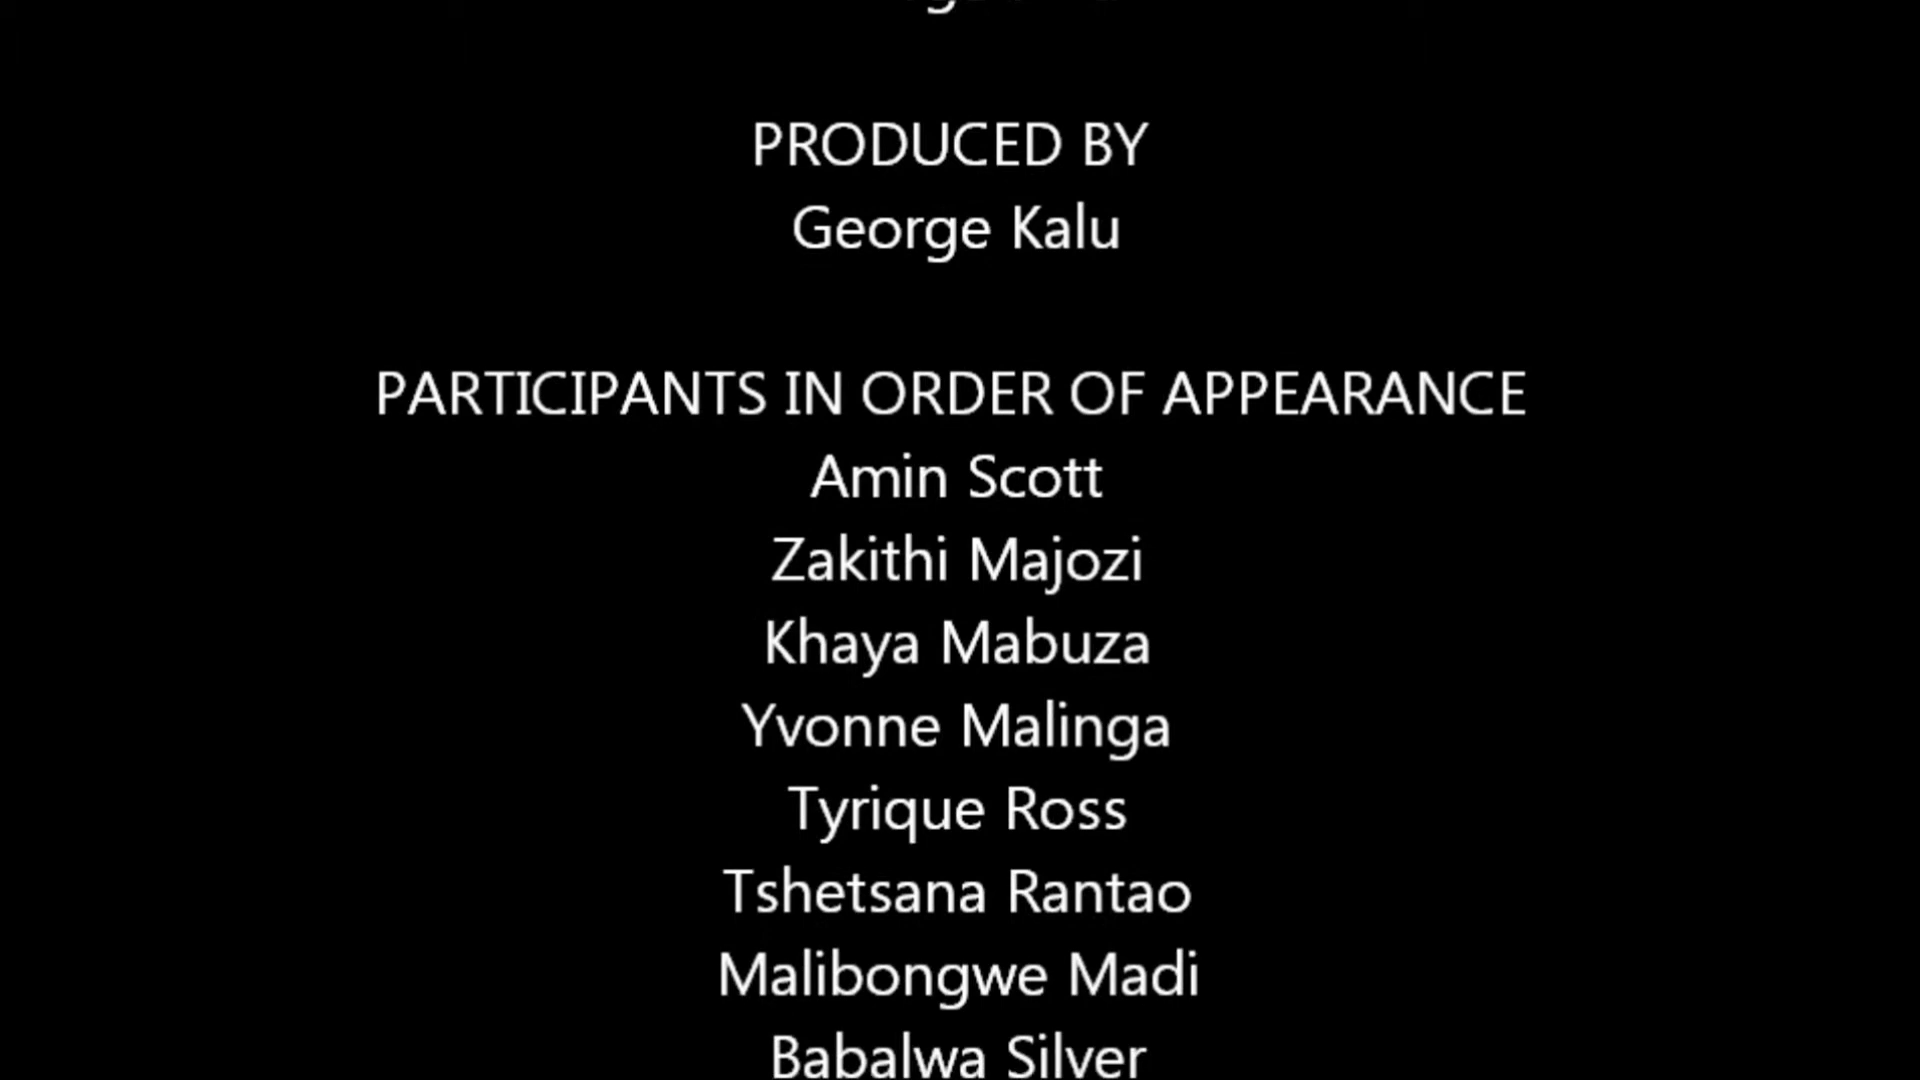 PRODUCED BY
George Kalu
PARTICIPANTS IN ORDER OF APPEARANCE
Amin Scott
Zakithi Majozi
Khaya Mabuza
Yvonne Malinga
Tyrique Ross
Tshetsana Rantao
Malibongwe Madi
Babalwa Silver